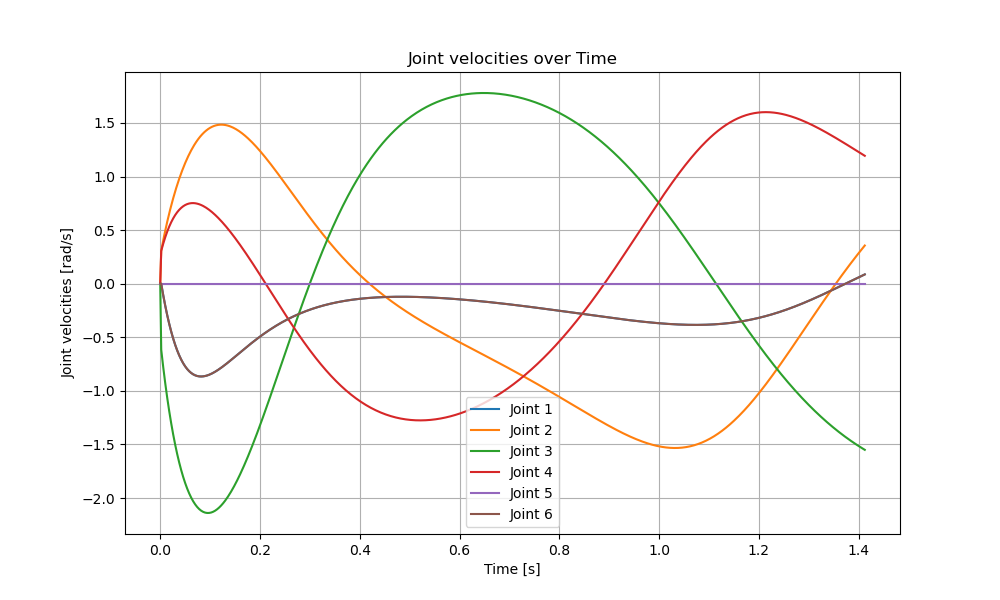 Joint velocities over Time
Joint velocities [rad/s]
1.5
1.0
0.5
0.0
−0.5
−1.0
−1.5
−2.0
Joint 1
Joint 2
Joint 3
Joint 4
Joint 5
Joint 6
0.0 0.2 0.4 0.6 0.8 1.0 1.2 1.4
Time [s]